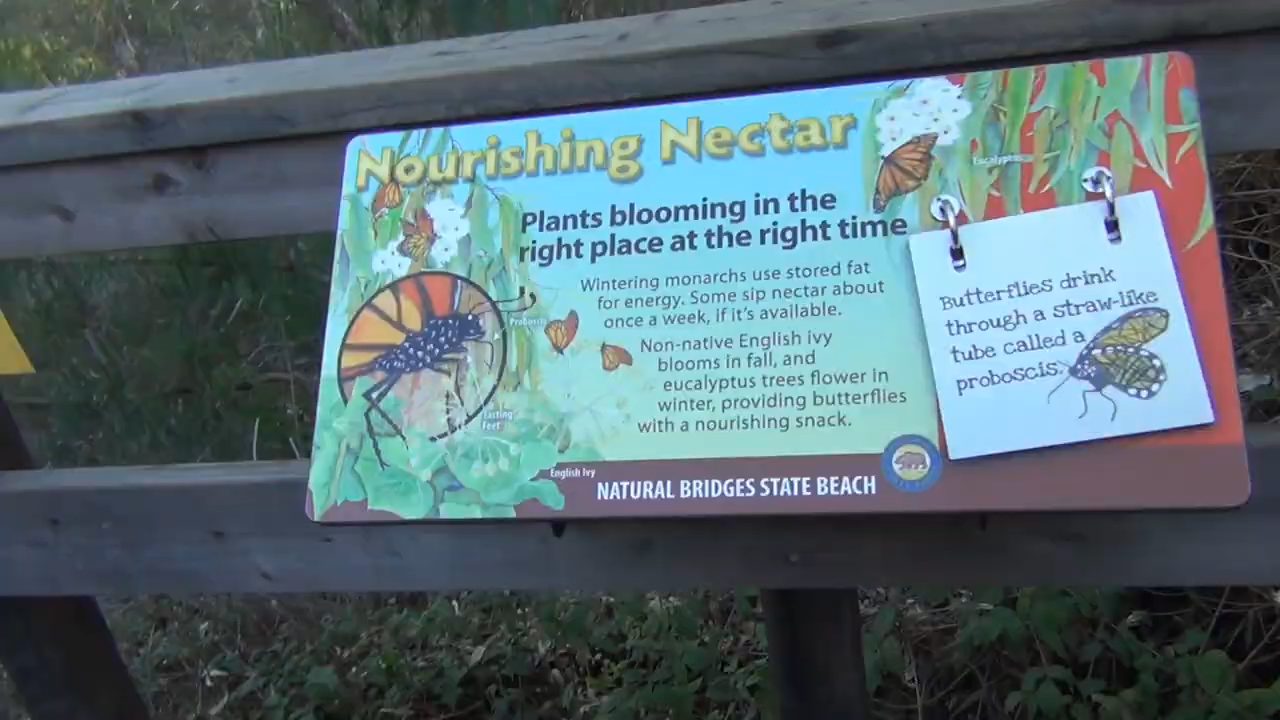 Nourishing Nectar
Plants blooming in the
right place at the right time
Wintering monarchs use stored fat
for energy. Some sip nectar about
once a week, if it's available.
Non-native English ivy
blooms in fall, and
eucalyptus trees flower in
winter, providing butterflies
with a nourishing snack.
Eucalyptus
Proboscis
Tasting
Feet
English Ivy
NATURAL BRIDGES STATE BEACH
Butterflies drink
through a straw-like
tube called a
proboscis.